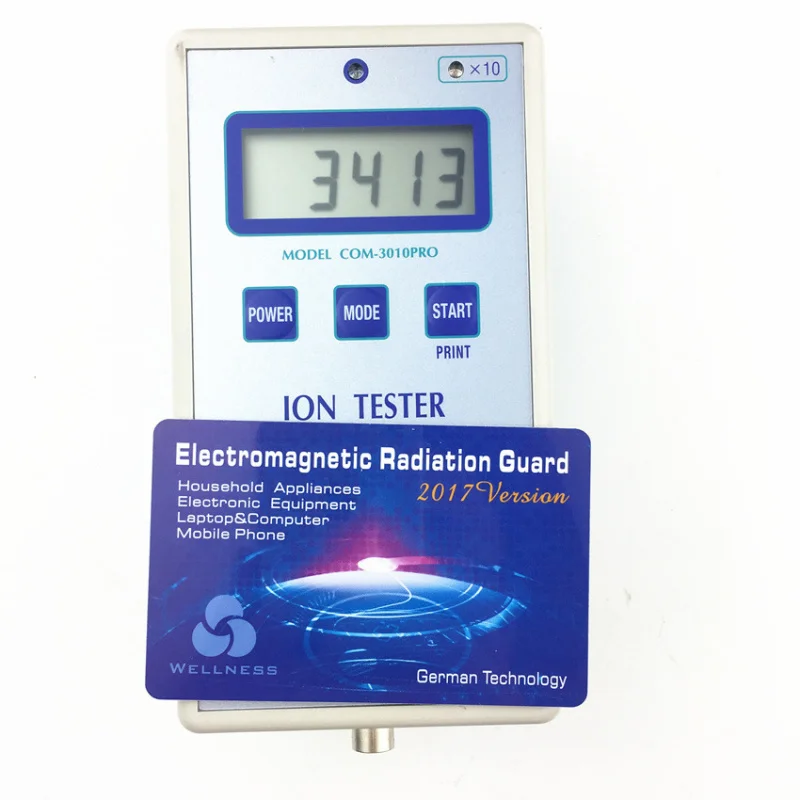 ×10
3413
MODEL COM-3010PRO
POWER
MODE
START
PRINT
ION TESTER
Electromagnetic Radiation Guard
2017 Version
Household Appliances
Electronic Equipment
Laptop&Computer
Mobile Phone
WELLNESS
German Technology